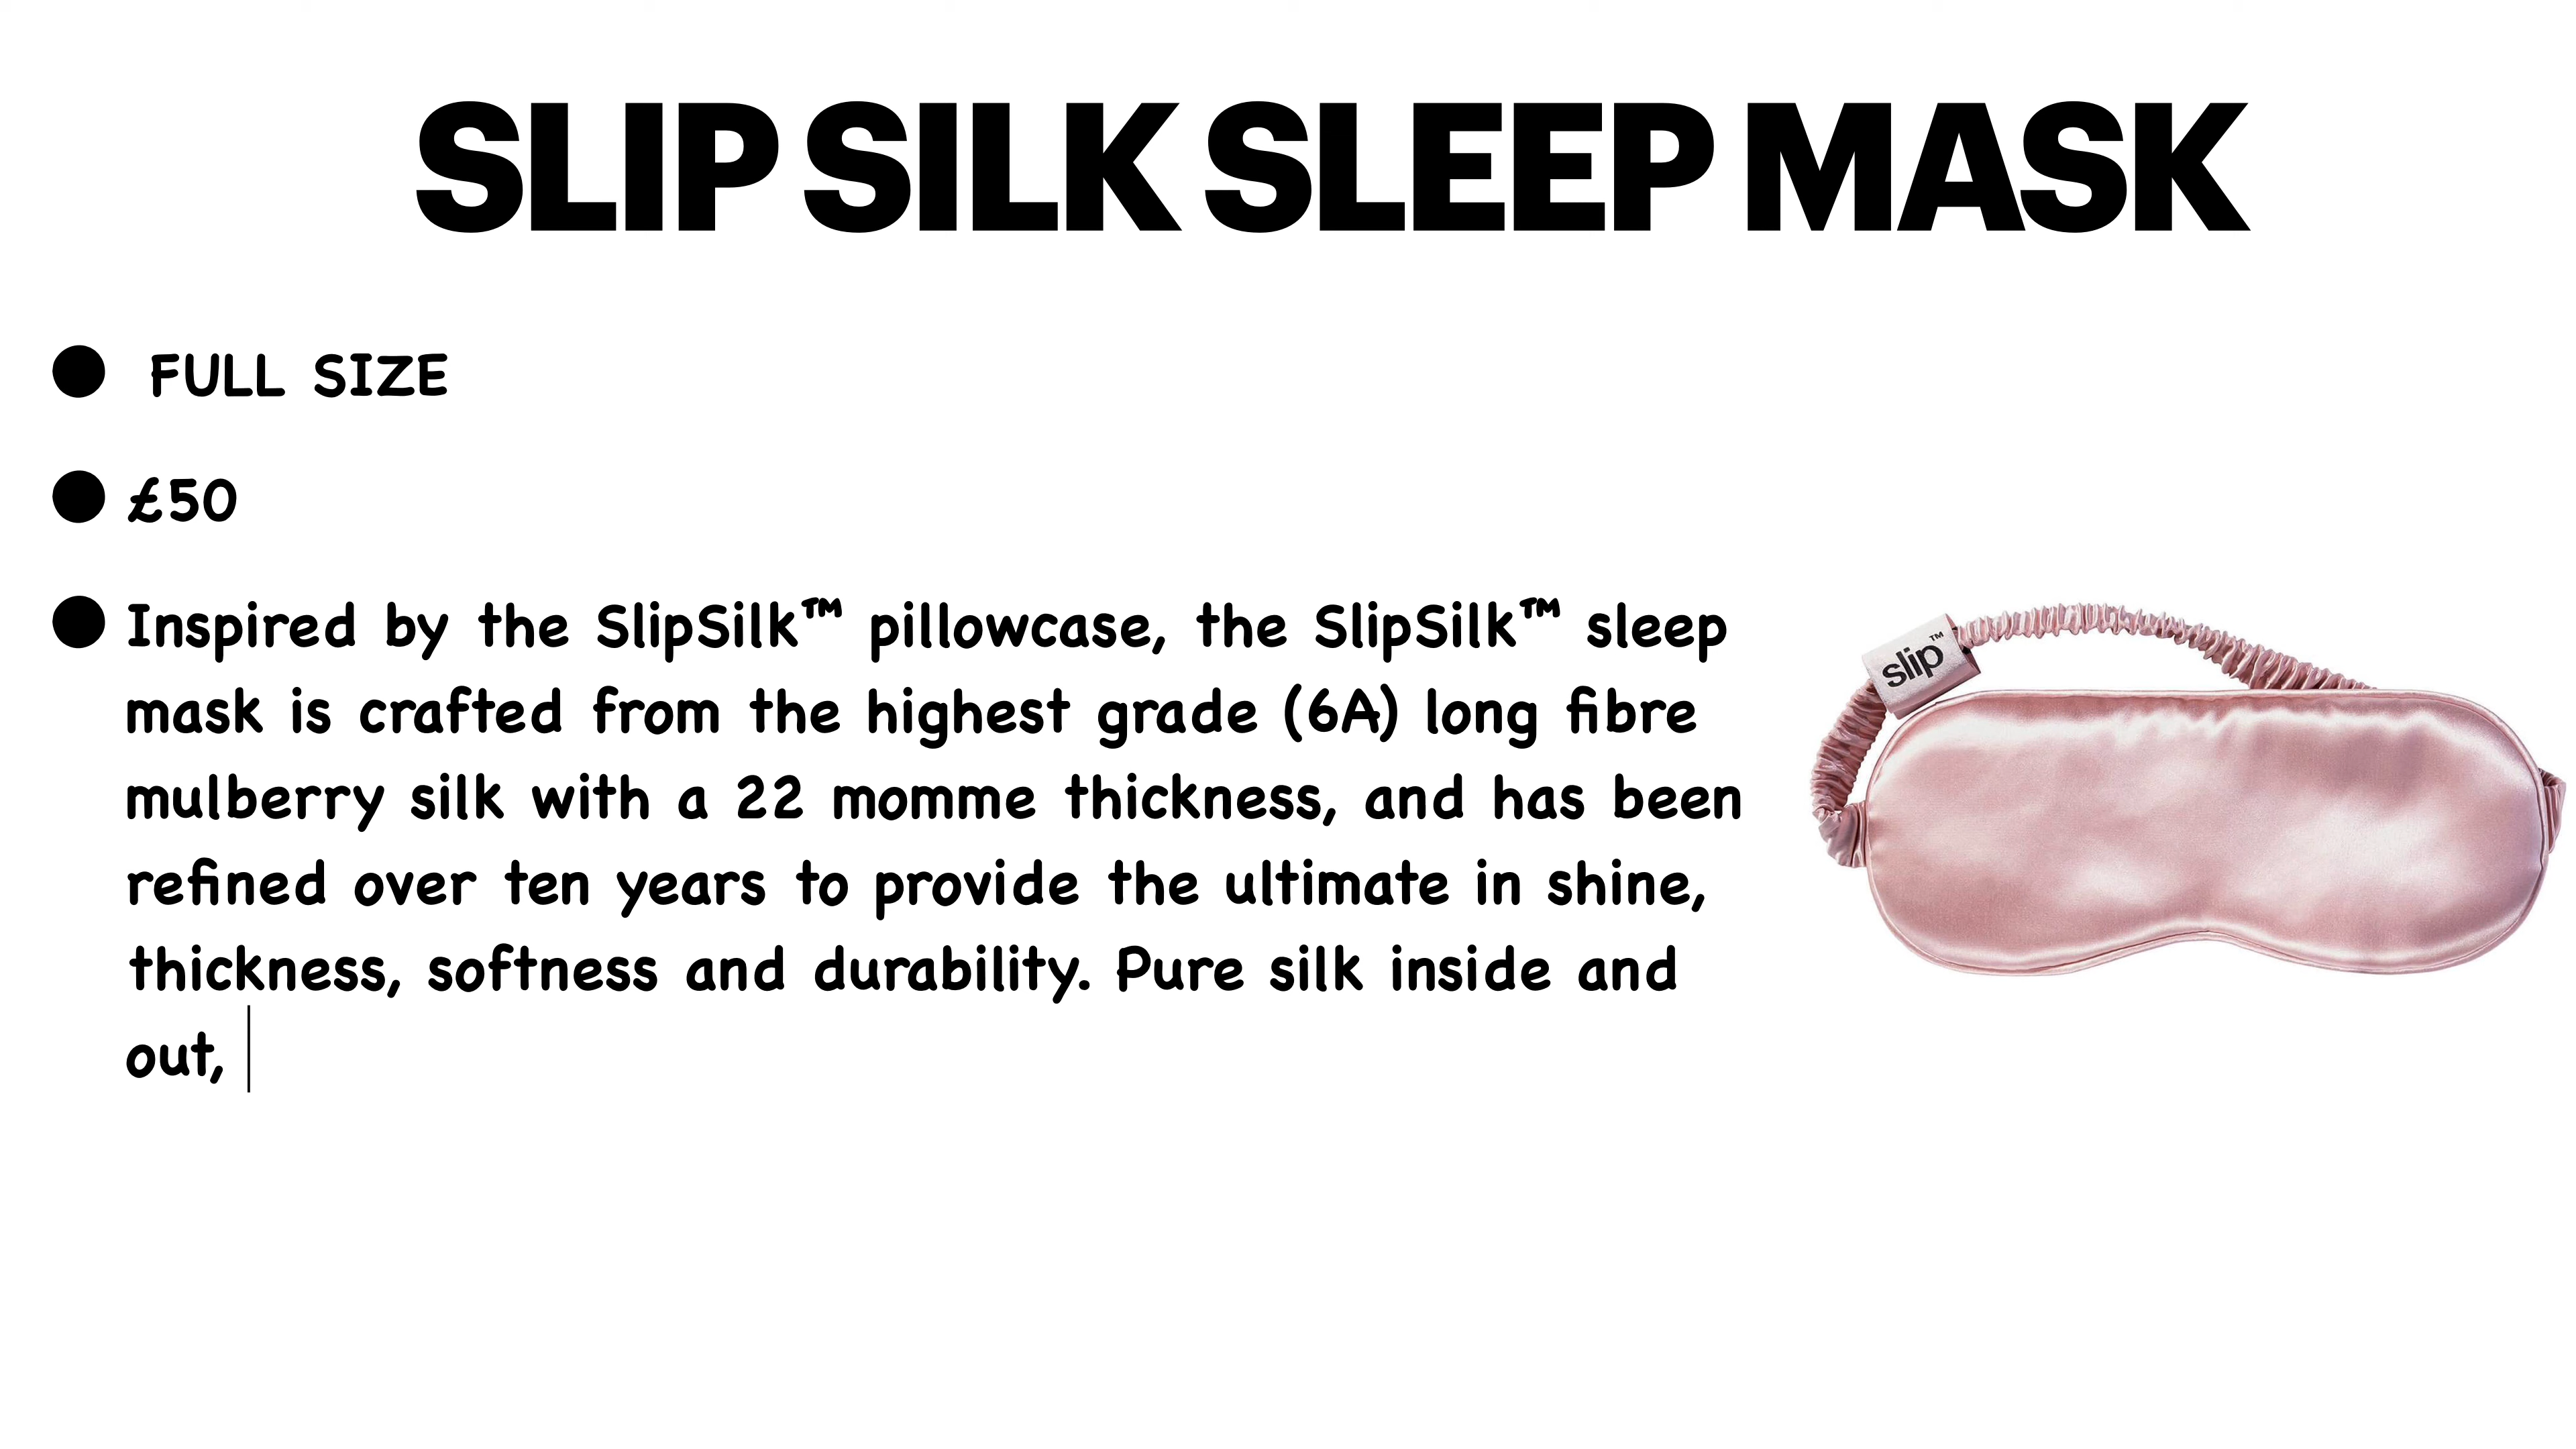 SLIP SILK SLEEP MASK
● FULL SIZE
● £50
● Inspired by the SlipSilk™ pillowcase, the SlipSilk™ sleep
mask is crafted from the highest grade (6A) long fibre
mulberry silk with a 22 momme thickness, and has been
refined over ten years to provide the ultimate in shine,
thickness, softness and durability. Pure silk inside and
out,
slip™